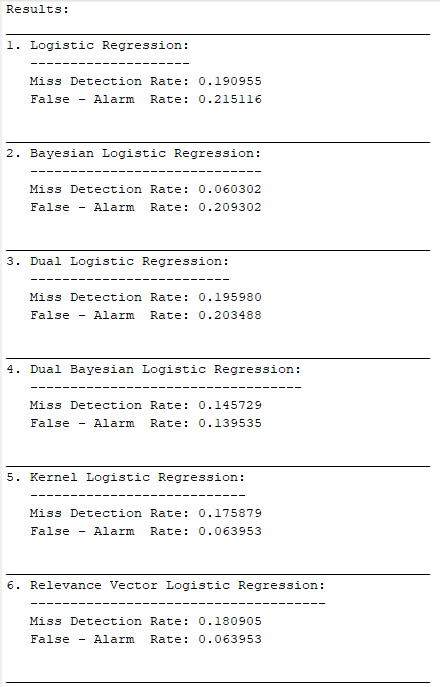 Results:
1. Logistic Regression:
--------------------
Miss Detection Rate: 0.190955
False - Alarm  Rate: 0.215116
2. Bayesian Logistic Regression:
-----------------------------
Miss Detection Rate: 0.060302
False - Alarm  Rate: 0.209302
3. Dual Logistic Regression:
-------------------------
Miss Detection Rate: 0.195980
False - Alarm  Rate: 0.203488
4. Dual Bayesian Logistic Regression:
----------------------------------
Miss Detection Rate: 0.145729
False - Alarm  Rate: 0.139535
5. Kernel Logistic Regression:
---------------------------
Miss Detection Rate: 0.175879
False - Alarm  Rate: 0.063953
6. Relevance Vector Logistic Regression:
-------------------------------------
Miss Detection Rate: 0.180905
False - Alarm  Rate: 0.063953